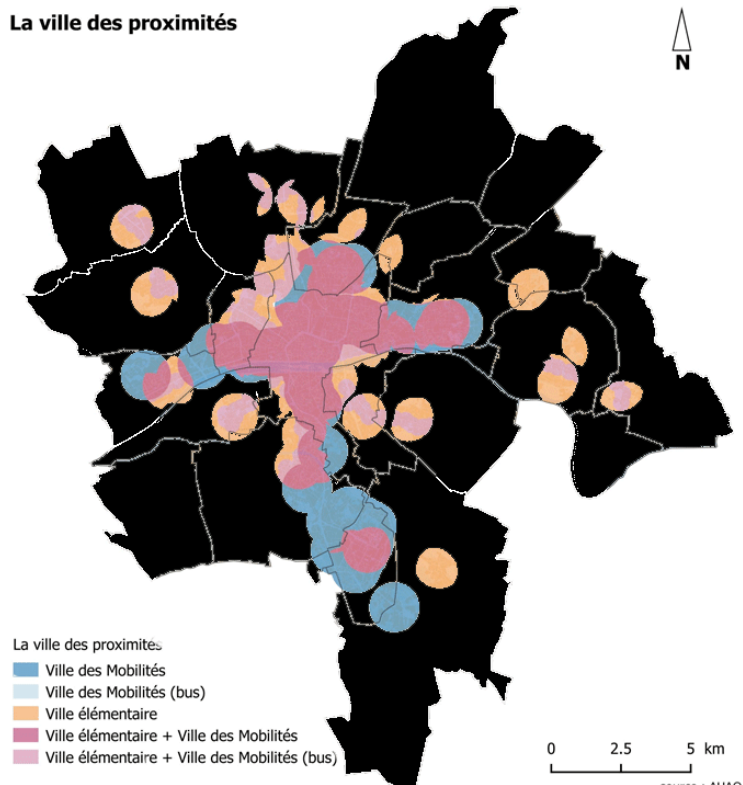 La ville des proximités
N
La ville des proximités
Ville des Mobilités
Ville des Mobilités (bus)
Ville élémentaire
Ville élémentaire + Ville des Mobilités
Ville élémentaire + Ville des Mobilités (bus)
0 2.5 5 km